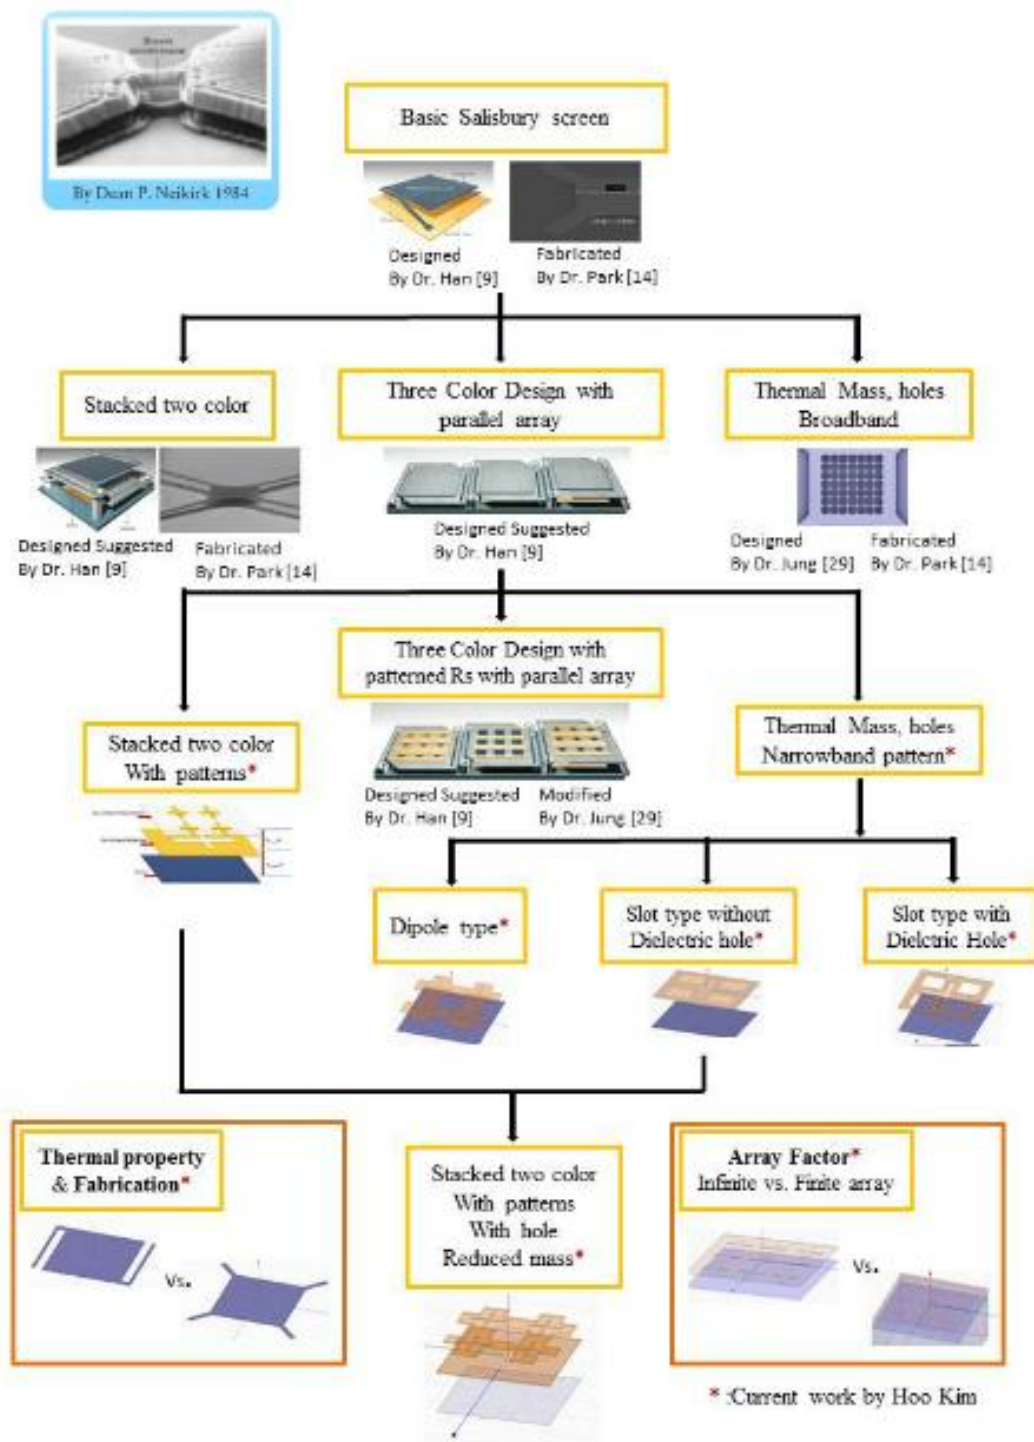 By Dean P. Neikirk 1984
Basic Salisbury screen
Designed
By Dr. Han [9]
Fabricated
By Dr. Park [14]
Stacked two color
Three Color Design with
parallel array
Thermal Mass, holes
Broadband
Designed Suggested
By Dr. Han [9]
Fabricated
By Dr. Park [14]
Designed Suggested
By Dr. Han [9]
Designed
By Dr. Jung [29]
Fabricated
By Dr. Park [14]
Three Color Design with
patterned Rs with parallel array
Stacked two color
With patterns*
Designed Suggested
By Dr. Han [9]
Modified
By Dr. Jung [29]
Thermal Mass, holes
Narrowband pattern*
Dipole type*
Slot type without
Dielectric hole*
Slot type with
Dielctric Hole*
Thermal property
& Fabrication*
Vs.
Stacked two color
With patterns
With hole
Reduced mass*
Array Factor*
Infinite vs. Finite array
Vs.
* :Current work by Hoo Kim